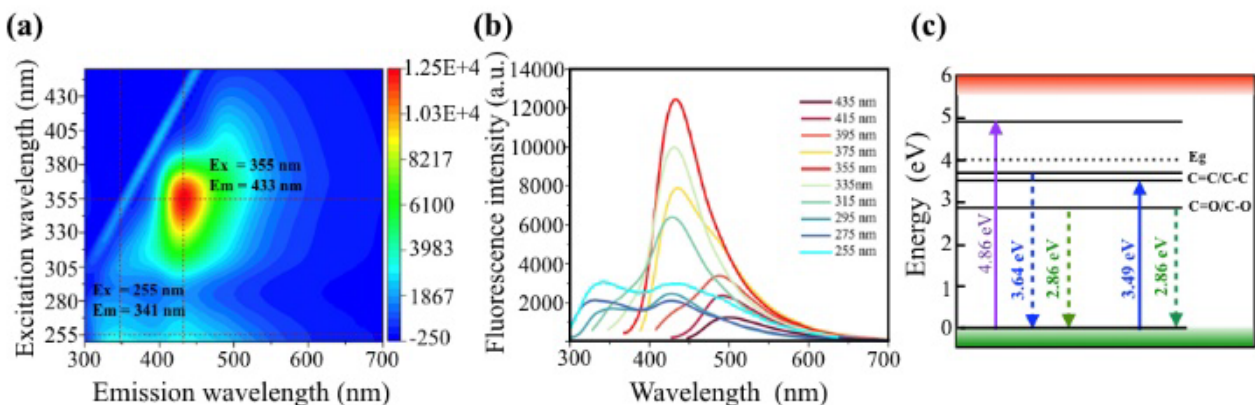 (a)
Excitation wavelength (nm)
430
405
380
355
330
305
280
255
300 400 500 600 700
Emission wavelength (nm)
Ex = 355 nm
Em = 433 nm
Ex = 255 nm
Em = 341 nm
1.25E+4
1.03E+4
8217
6100
3983
1867
-250
(b)
Fluorescence intensity (a.u.)
14000
12000
10000
8000
6000
4000
2000
300 400 500 600 700
Wavelength (nm)
435 nm
415 nm
395 nm
375 nm
355 nm
335nm
315 nm
295 nm
275 nm
255 nm
(c)
Energy (eV)
6
5
4
3
2
1
0
Eg
C=C/C-C
C=O/C-O
4.86 eV
3.64 eV
2.86 eV
3.49 eV
2.86 eV